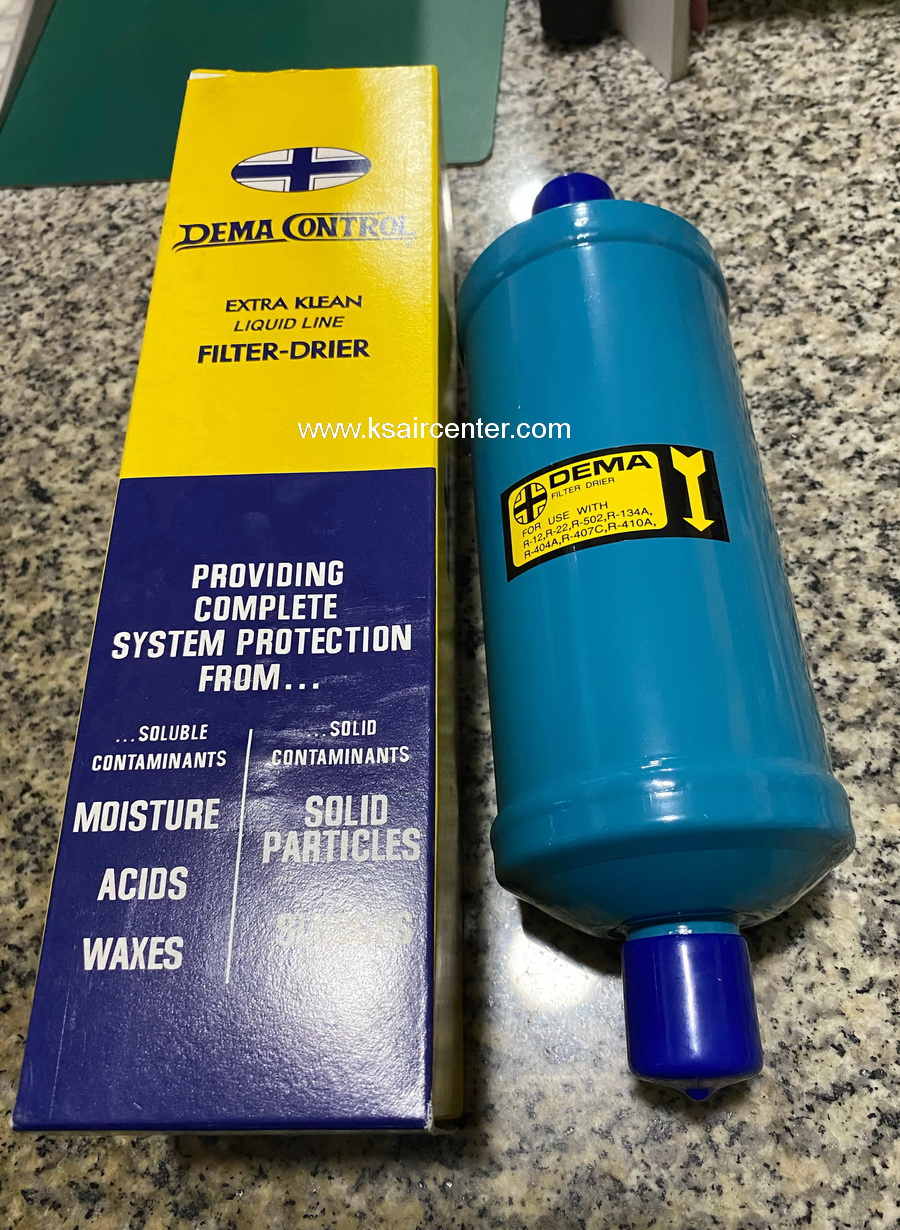 DEMA CONTROL
EXTRA KLEAN
LIQUID LINE
FILTER-DRIER
www.ksaircenter.com
PROVIDING
COMPLETE
SYSTEM PROTECTION
FROM...
...SOLUBLE
CONTAMINANTS
MOISTURE
ACIDS
WAXES
...SOLID
CONTAMINANTS
SOLID
PARTICLES
DEMA
FILTER DRIER
FOR USE WITH
R-12,R-22,R-502,R-134A,
R-404A,R-407C,R-410A,